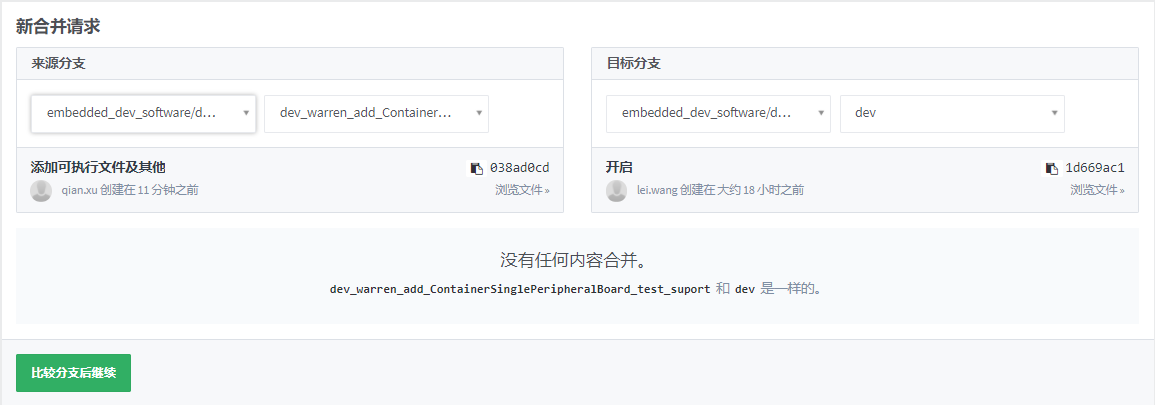 新合并请求
来源分支
embedded_dev_software/d...
dev_warren_add_Container...
添加可执行文件及其他
038ad0cd
qian.xu 创建在 11 分钟之前
浏览文件 »
目标分支
embedded_dev_software/d...
dev
开启
1d669ac1
lei.wang 创建在 大约 18 小时之前
浏览文件 »
没有任何内容合并。
dev_warren_add_ContainerSinglePeripheralBoard_test_suport 和 dev 是一样的。
比较分支后继续